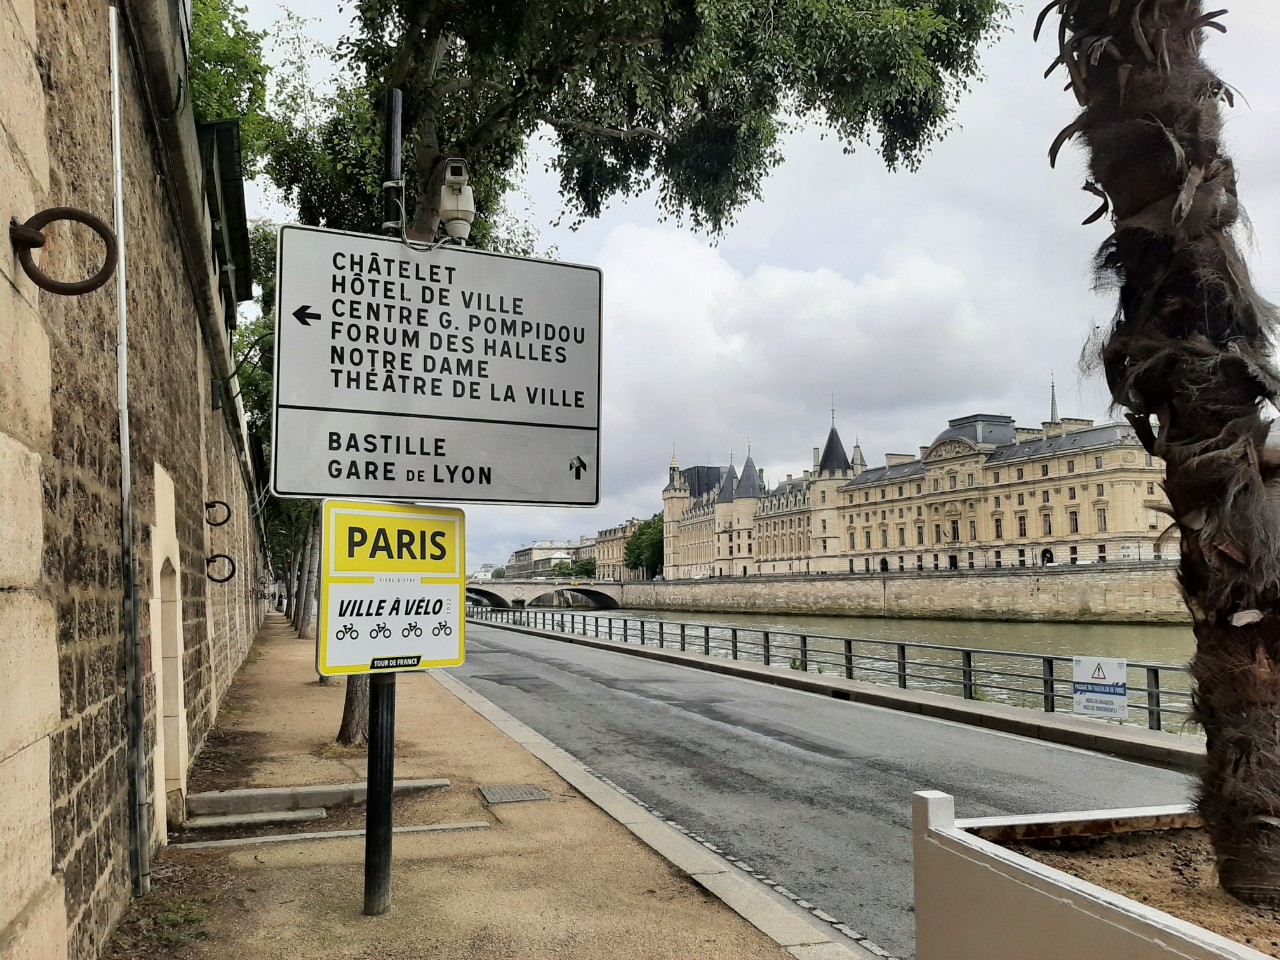 CHÂTELET
HÔTEL DE VILLE
CENTRE G. POMPIDOU
FORUM DES HALLES
NOTRE DAME
THÉÂTRE DE LA VILLE
BASTILLE
GARE DE LYON
PARIS
VILLE À VÉLO
TOUR DE FRANCE